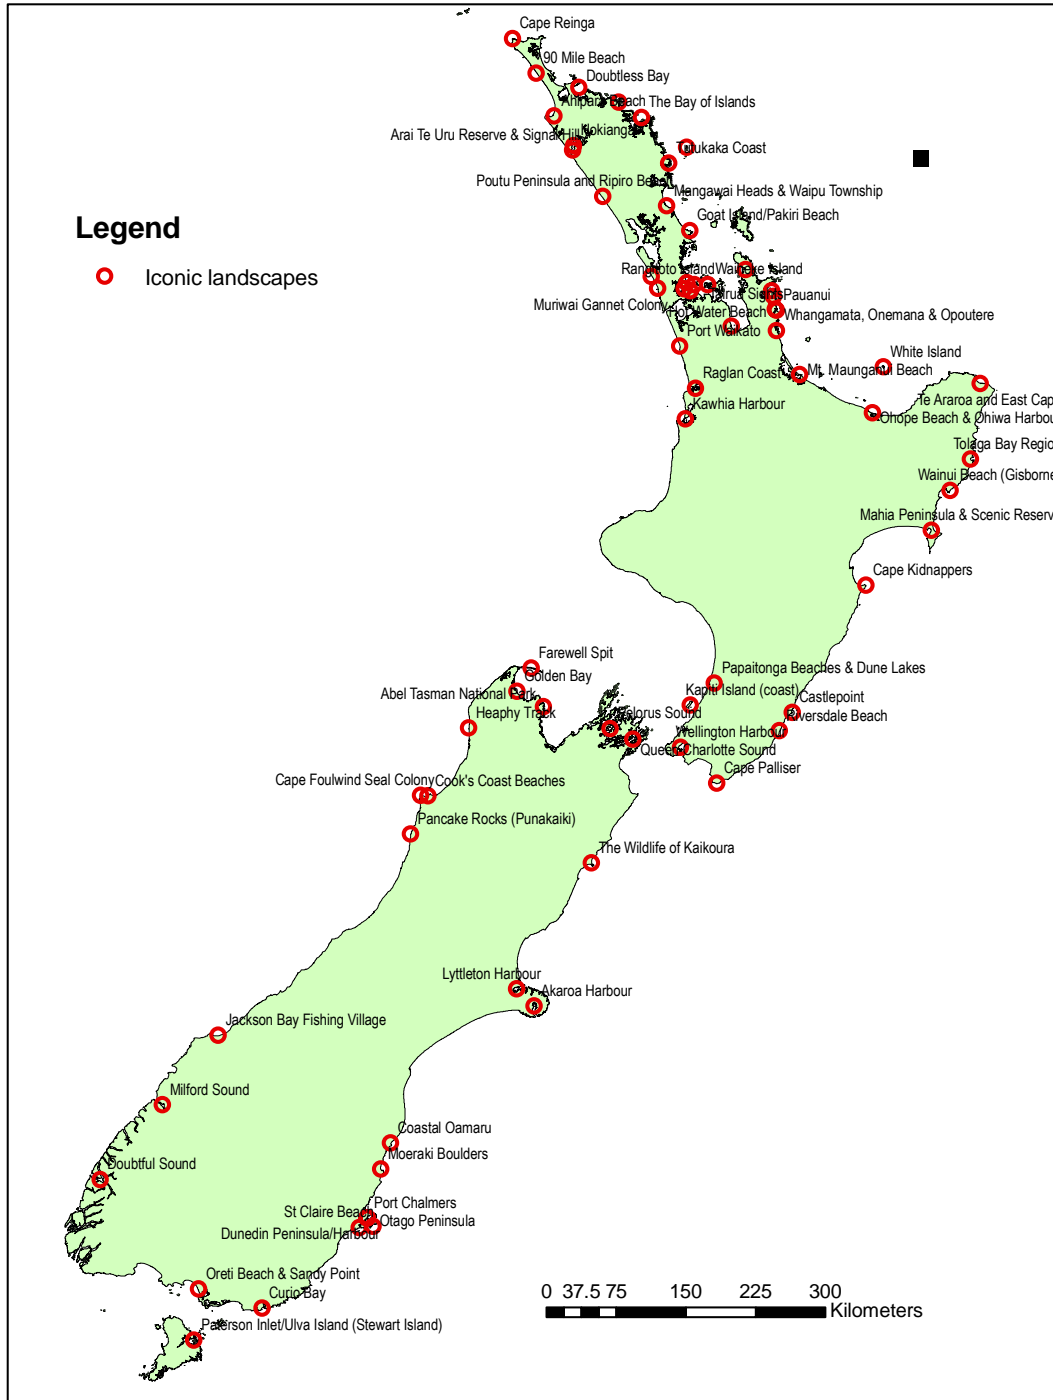 Cape Reinga
90 Mile Beach
Doubtless Bay
Ahipara Beach
The Bay of Islands
Arai Te Uru Reserve & Signal Hill
Hokianga
Tutukaka Coast
Poutu Peninsula and Ripiro Beach
Mangawai Heads & Waipu Township
Goat Island/Pakiri Beach
Legend
Iconic landscapes
Rangitoto Island
Waiheke Island
Tairua Sights
Pauanui
Muriwai Gannet Colony
Hot Water Beach
Whangamata, Onemana & Opoutere
Port Waikato
White Island
Raglan Coast
Mt. Maunganui Beach
Kawhia Harbour
Te Araroa and East Cap
Ohope Beach & Ohiwa Harbou
Tolaga Bay Regio
Wainui Beach (Gisborne
Mahia Peninsula & Scenic Reserv
Cape Kidnappers
Farewell Spit
Golden Bay
Papaitonga Beaches & Dune Lakes
Abel Tasman National Park
Kapiti Island (coast)
Castlepoint
Heaphy Track
Pelorus Sound
Riversdale Beach
Wellington Harbour
Queen Charlotte Sound
Cape Palliser
Cape Foulwind Seal Colony
Cook's Coast Beaches
Pancake Rocks (Punakaiki)
The Wildlife of Kaikoura
Lyttleton Harbour
Akaroa Harbour
Jackson Bay Fishing Village
Milford Sound
Coastal Oamaru
Moeraki Boulders
Doubtful Sound
Port Chalmers
St Claire Beach
Otago Peninsula
Dunedin Peninsula/Harbour
Oreti Beach & Sandy Point
Curio Bay
Paterson Inlet/Ulva Island (Stewart Island)
0 37.5 75 150 225 300
Kilometers